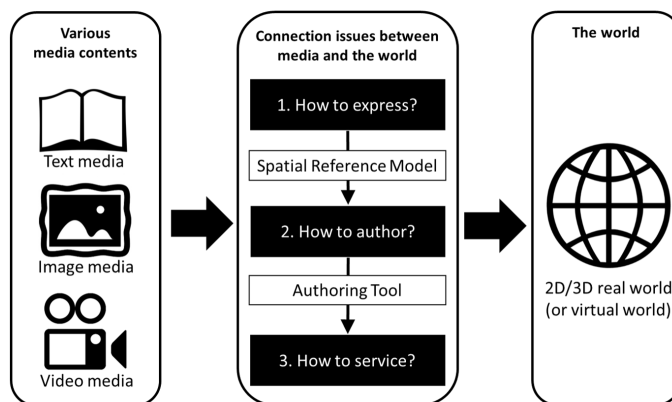 Various
media contents
Text media
Image media
Video media
Connection issues between
media and the world
1. How to express?
Spatial Reference Model
2. How to author?
Authoring Tool
3. How to service?
The world
2D/3D real world
(or virtual world)